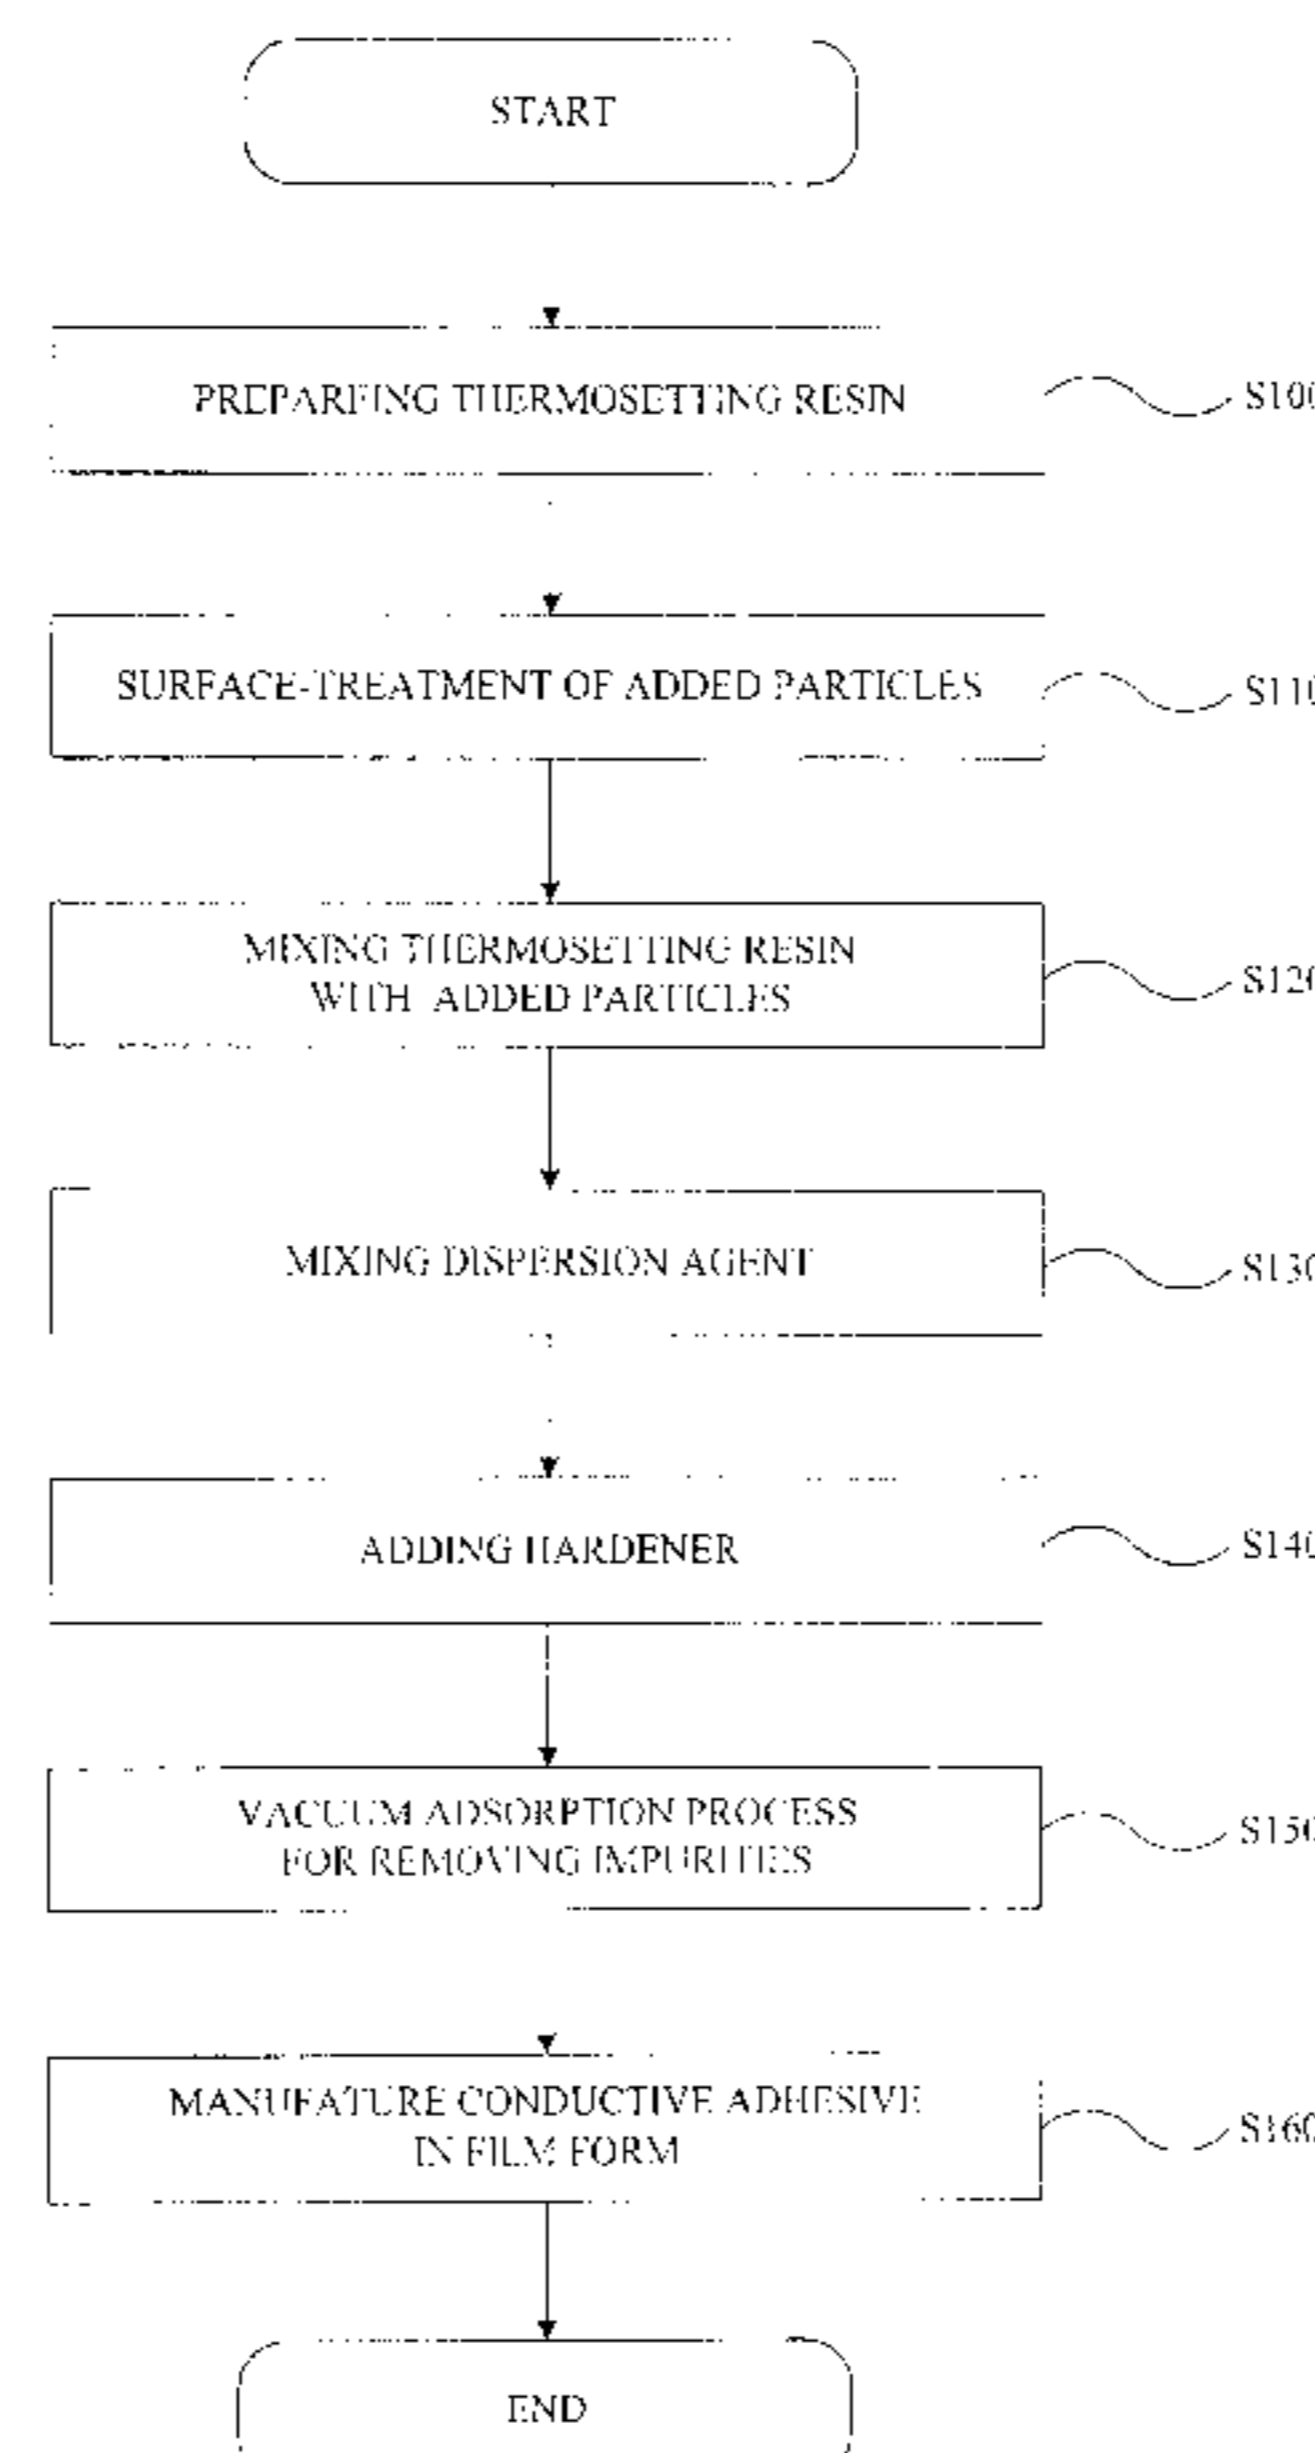 START
PREPARFING THERMOSETTING RESIN
S100
SURFACE-TREATMENT OF ADDED PARTICLES
S110
MIXING THERMOSETTING RESIN
WITH ADDED PARTICLES
S120
MIXING DISPERSION AGENT
S130
ADDING HARDENER
S140
VACUUM ADSORPTION PROCESS
FOR REMOVING IMPURITIES
S150
MANUFATURE CONDUCTIVE ADHESIVE
IN FILM FORM
S160
END